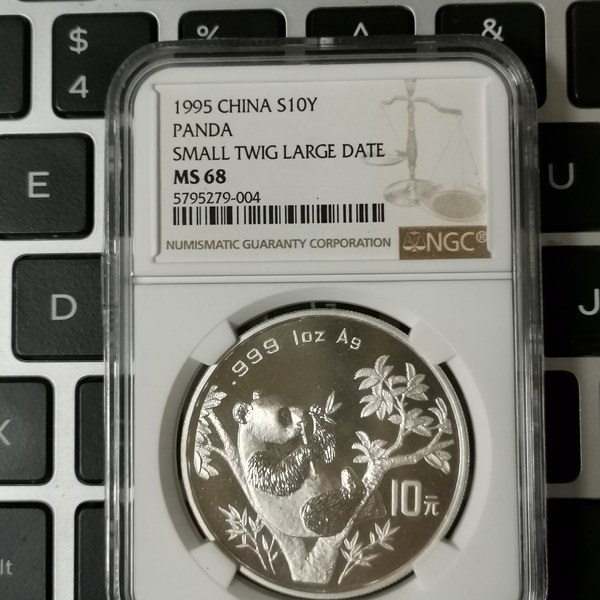 $
4
%
^
&
E
U
D
J
X
lt
1995 CHINA S10Y
PANDA
SMALL TWIG LARGE DATE
MS 68
5795279-004
NUMISMATIC GUARANTY CORPORATION
NGC®
.999 1oz Ag
10元